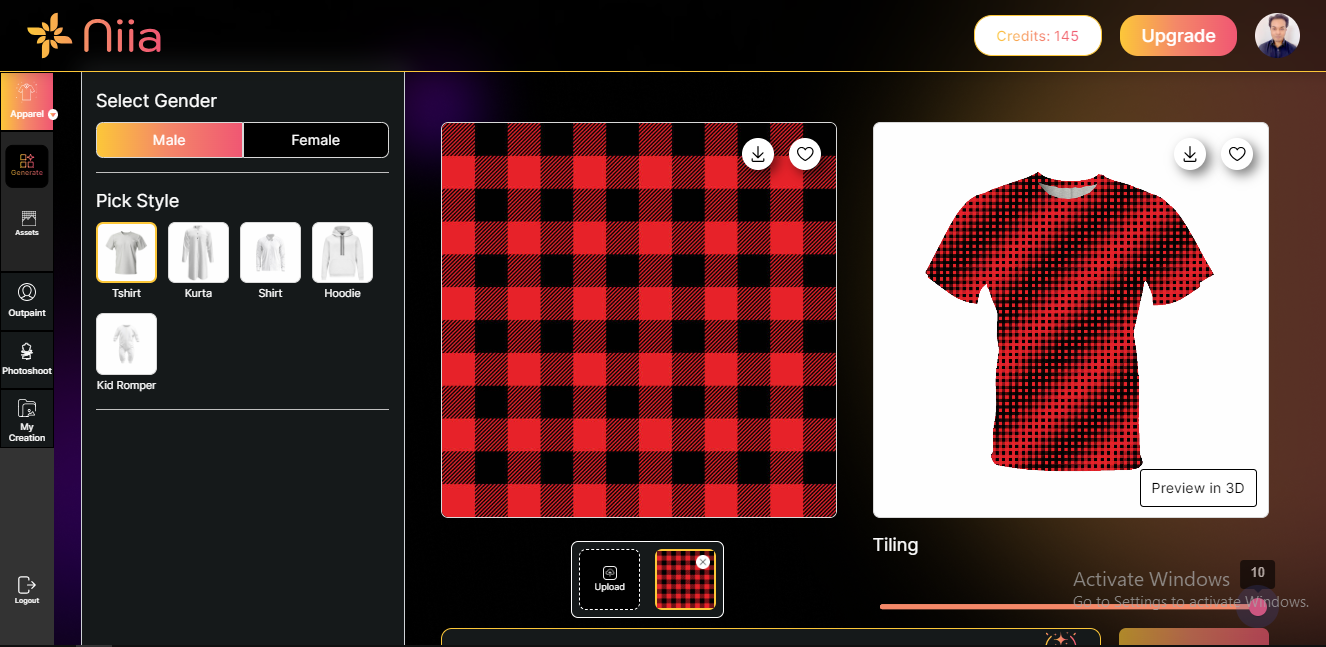 Niia
Credits: 145
Upgrade
Apparel
Generate
Assets
Outpaint
Photoshoot
My
Creation
Logout
Select Gender
Male
Female
Pick Style
Tshirt
Kurta
Shirt
Hoodie
Kid Romper
Upload
Preview in 3D
Tiling
10
Activate Windows
Go to Settings to activate Windows.